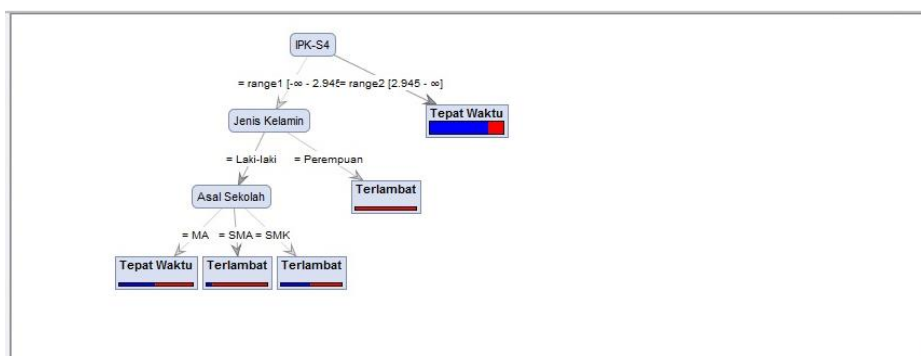 IPK-S4
= range1 [-∞ - 2.945
= range2 [2.945 - ∞]
Jenis Kelamin
Tepat Waktu
= Laki-laki
= Perempuan
Asal Sekolah
Terlambat
= MA
= SMA
= SMK
Tepat Waktu
Terlambat
Terlambat